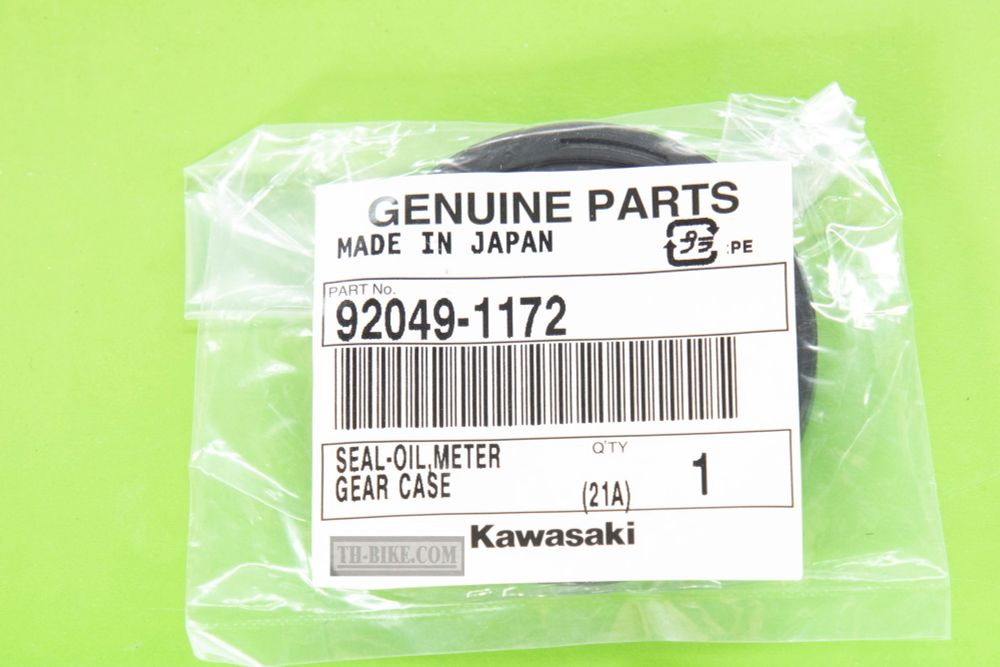 GENUINE PARTS
MADE IN JAPAN
プラ :PE
PART No.
92049-1172
SEAL-OIL,METER
GEAR CASE
Q'TY
(21A)
1
Kawasaki
TH-BIKE.COM